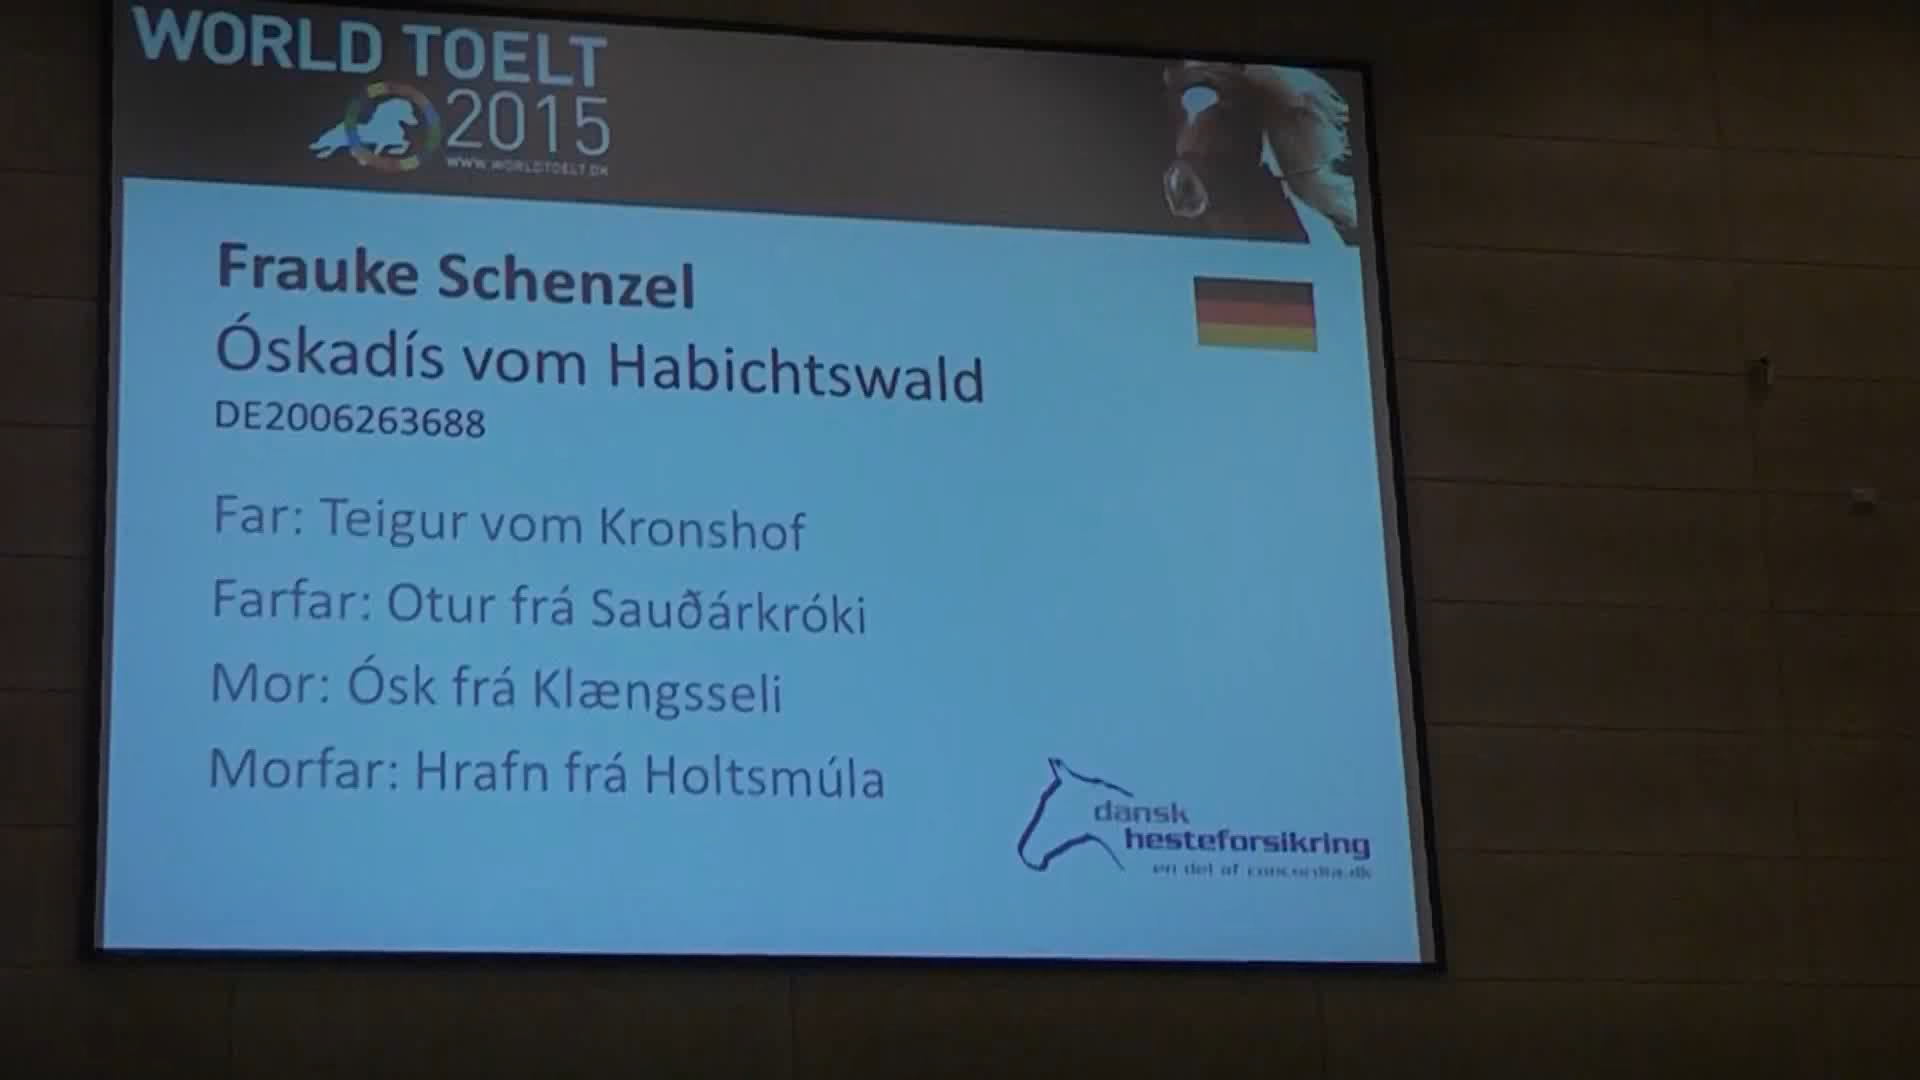 WORLD TOELT
2015
WWW.WORLDTOELT.DK
Frauke Schenzel
Óskadís vom Habichtswald
DE2006263688
Far: Teigur vom Kronshof
Farfar: Otur frá Sauðárkróki
Mor: Ósk frá Klængsseli
Morfar: Hrafn frá Holtsmúla
dansk
hesteforsikring
en del af concordia.dk